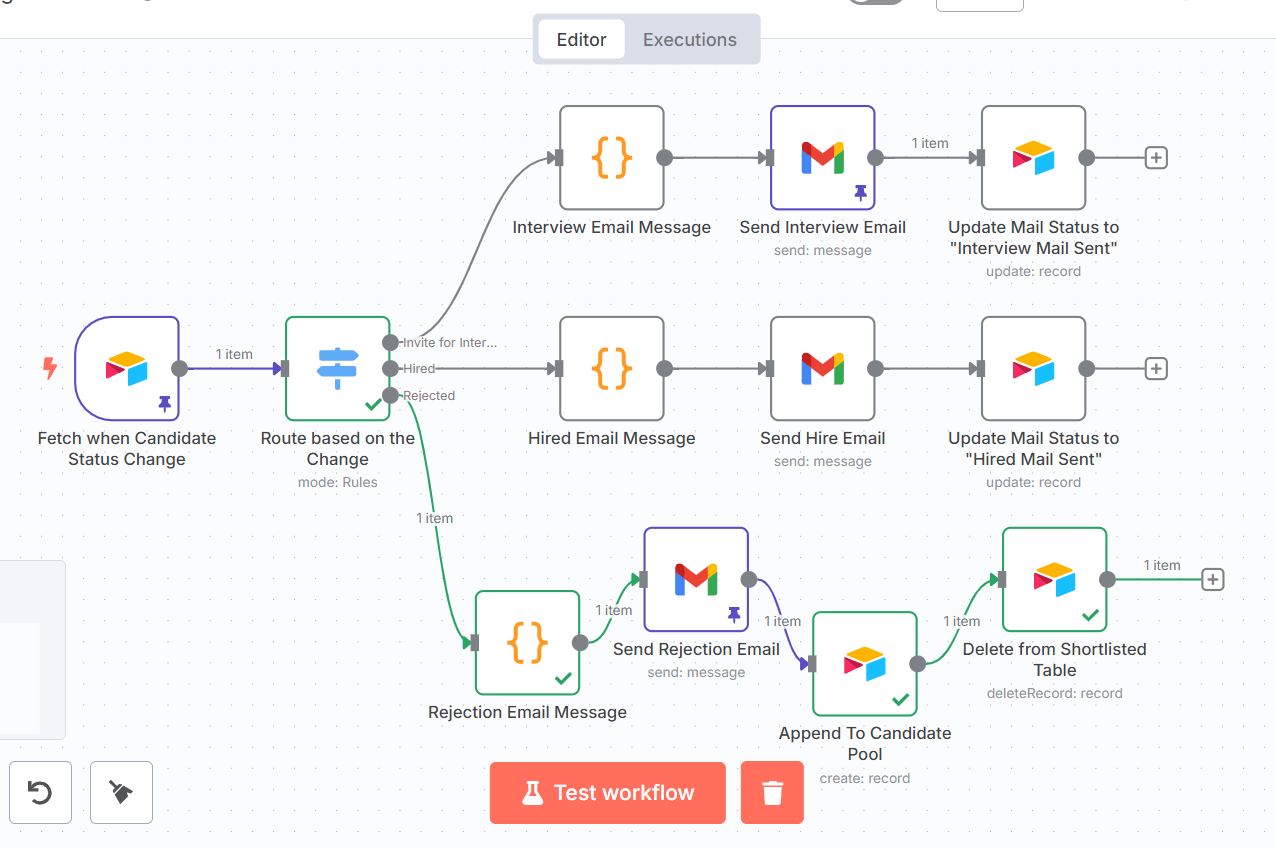 Editor
Executions
1 item
Interview Email Message
Send Interview Email
send: message
Update Mail Status to
"Interview Mail Sent"
update: record
1 item
Invite for Inter...
Hired
Rejected
Fetch when Candidate
Status Change
Route based on the
Change
mode: Rules
Hired Email Message
Send Hire Email
send: message
Update Mail Status to
"Hired Mail Sent"
update: record
1 item
1 item
1 item
1 item
1 item
Rejection Email Message
Send Rejection Email
send: message
Append To Candidate
Pool
create: record
Delete from Shortlisted
Table
deleteRecord: record
Test workflow